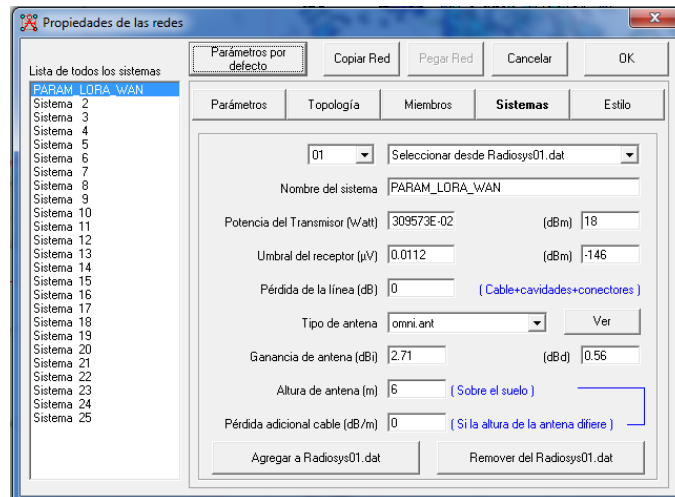 Propiedades de las redes
x
Parámetros por defecto
Copiar Red
Pegar Red
Cancelar
OK
Lista de todos los sistemas
PARAM_LORA_WAN
Sistema 2
Sistema 3
Sistema 4
Sistema 5
Sistema 6
Sistema 7
Sistema 8
Sistema 9
Sistema 10
Sistema 11
Sistema 12
Sistema 13
Sistema 14
Sistema 15
Sistema 16
Sistema 17
Sistema 18
Sistema 19
Sistema 20
Sistema 21
Sistema 22
Sistema 23
Sistema 24
Sistema 25
Parámetros Topología Miembros Sistemas Estilo
01 Seleccionar desde Radiosys01.dat
Nombre del sistema PARAM_LORA_WAN
Potencia del Transmisor (Watt) 309573E-02 (dBm) 18
Umbral del receptor (µV) 0.0112 (dBm) -146
Pérdida de la línea (dB) 0 ( Cable+cavidades+conectores )
Tipo de antena omni.ant Ver
Ganancia de antena (dBi) 2.71 (dBd) 0.56
Altura de antena (m) 6 ( Sobre el suelo )
Pérdida adicional cable (dB/m) 0 ( Si la altura de la antena difiere )
Agregar a Radiosys01.dat Remover del Radiosys01.dat